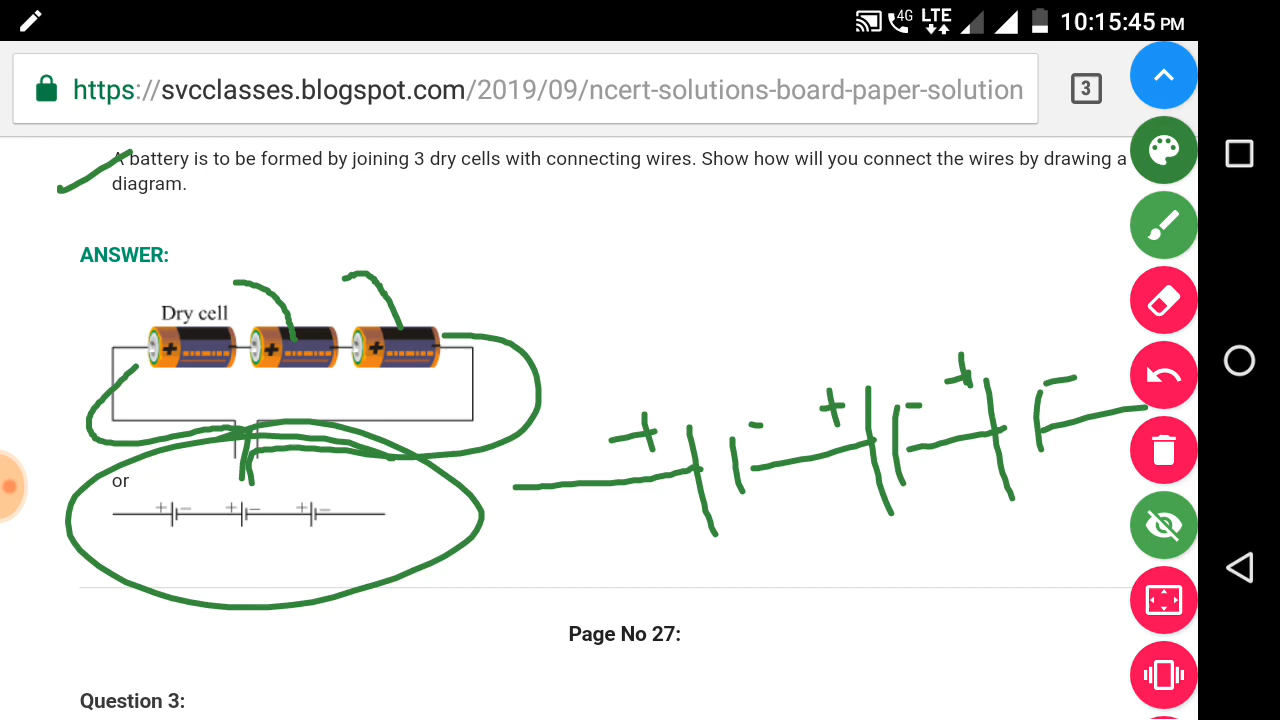 4G LTE 10:15:45 PM
https://svcclasses.blogspot.com/2019/09/ncert-solutions-board-paper-solution
3
A battery is to be formed by joining 3 dry cells with connecting wires. Show how will you connect the wires by drawing a
diagram.
ANSWER:
Dry cell
+ + +
+ - + - + -
or
+ - + - + -
Page No 27:
Question 3: